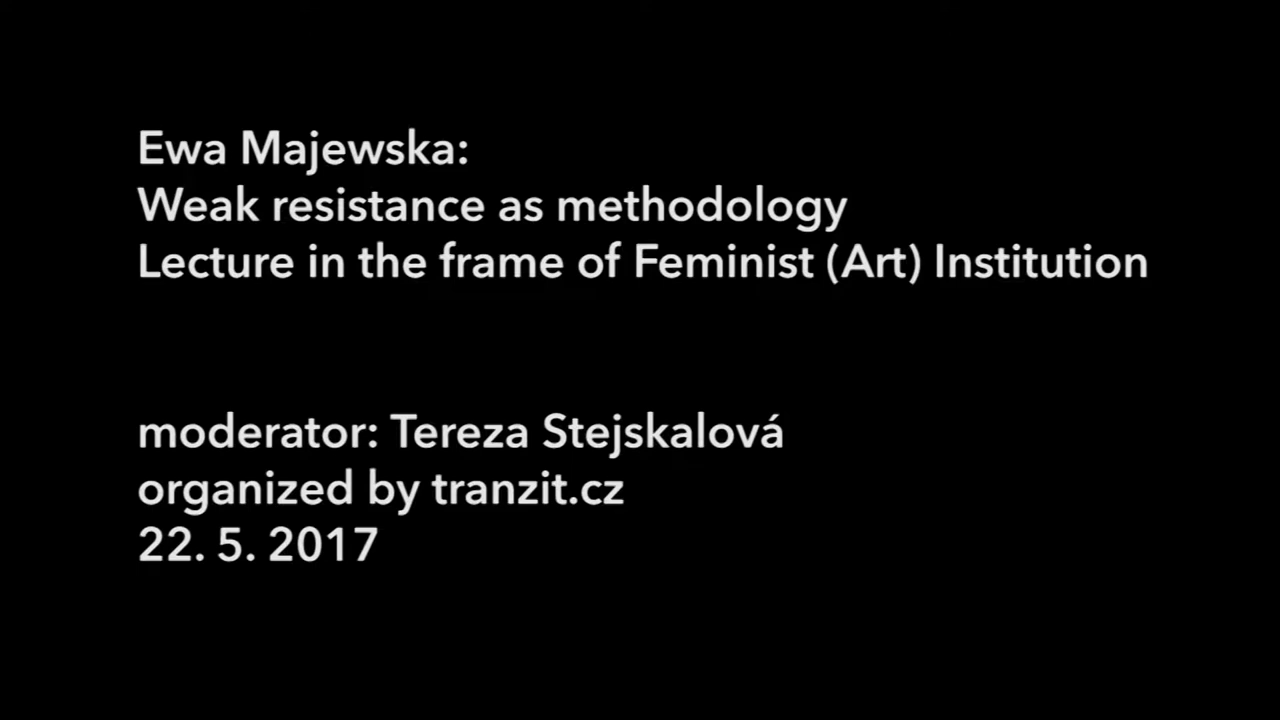 Ewa Majewska:
Weak resistance as methodology
Lecture in the frame of Feminist (Art) Institution
moderator: Tereza Stejskalová
organized by tranzit.cz
22. 5. 2017